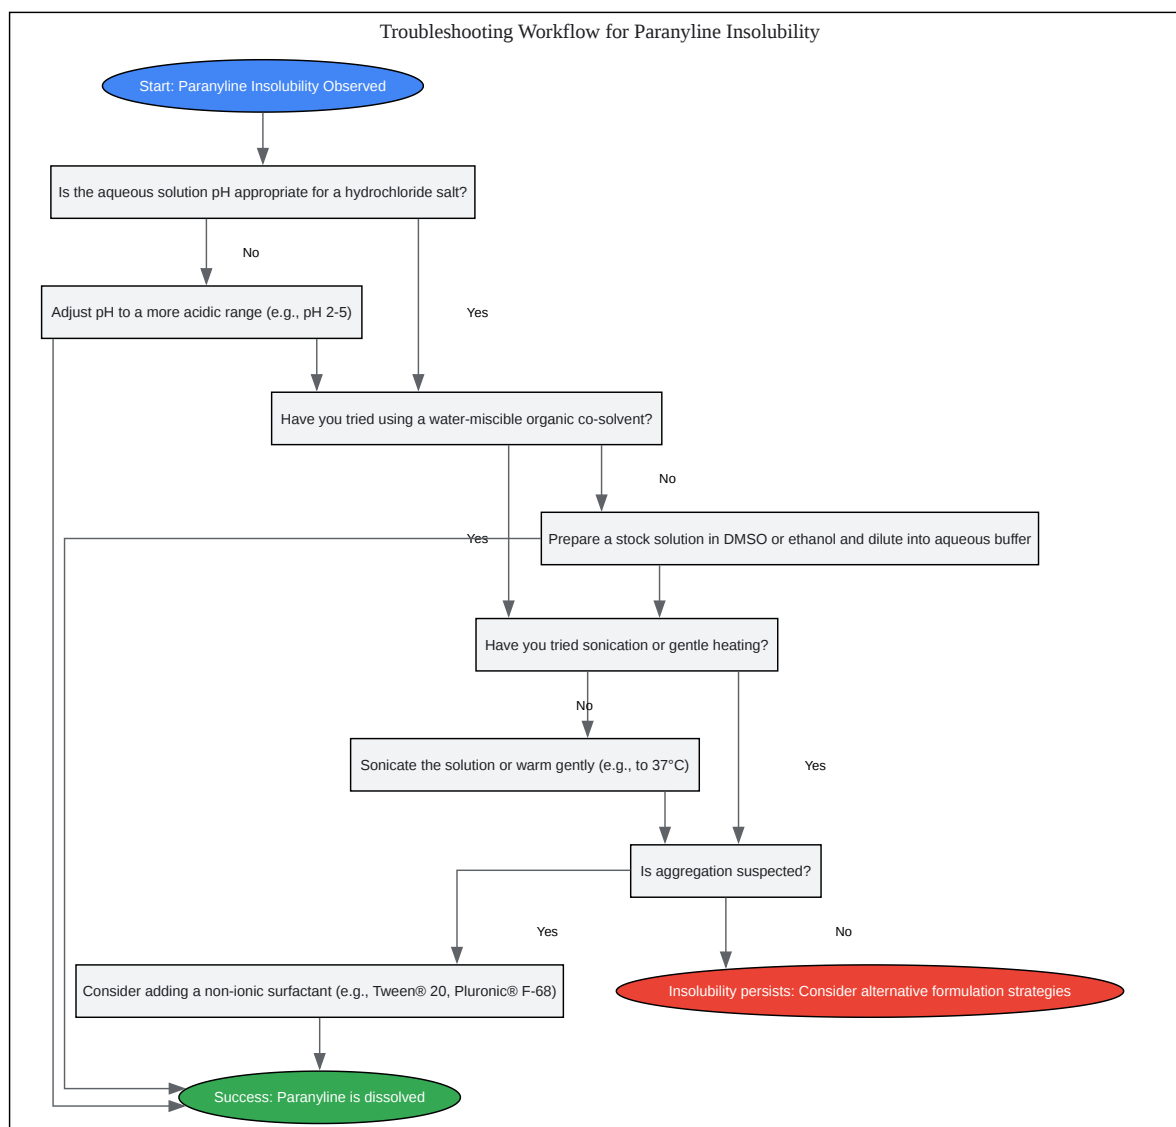 Troubleshooting Workflow for Paranyline Insolubility
Start: Paranyline Insolubility Observed
Is the aqueous solution pH appropriate for a hydrochloride salt?
No
Adjust pH to a more acidic range (e.g., pH 2-5)
Yes
Have you tried using a water-miscible organic co-solvent?
No
Yes
Prepare a stock solution in DMSO or ethanol and dilute into aqueous buffer
Have you tried sonication or gentle heating?
No
Sonicate the solution or warm gently (e.g., to 37°C)
Yes
Is aggregation suspected?
Yes
No
Consider adding a non-ionic surfactant (e.g., Tween® 20, Pluronic® F-68)
Insolubility persists: Consider alternative formulation strategies
Success: Paranyline is dissolved